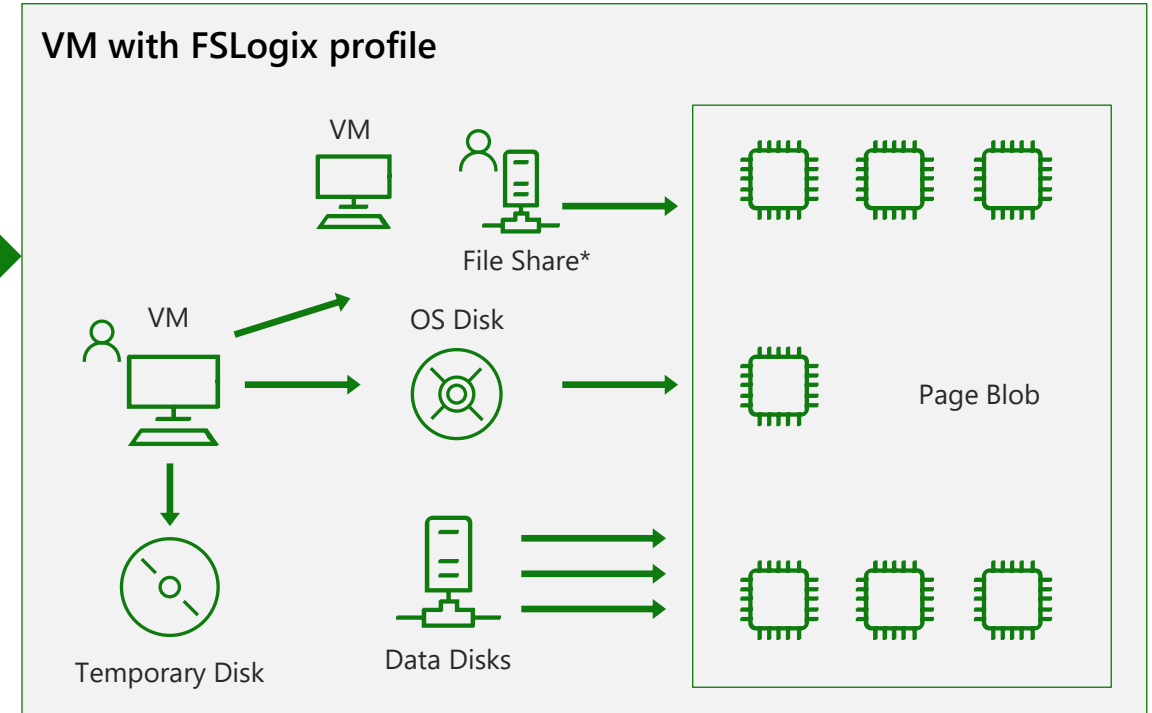 VM with FSLogix profile
VM
File Share*
VM
OS Disk
Page Blob
Temporary Disk
Data Disks